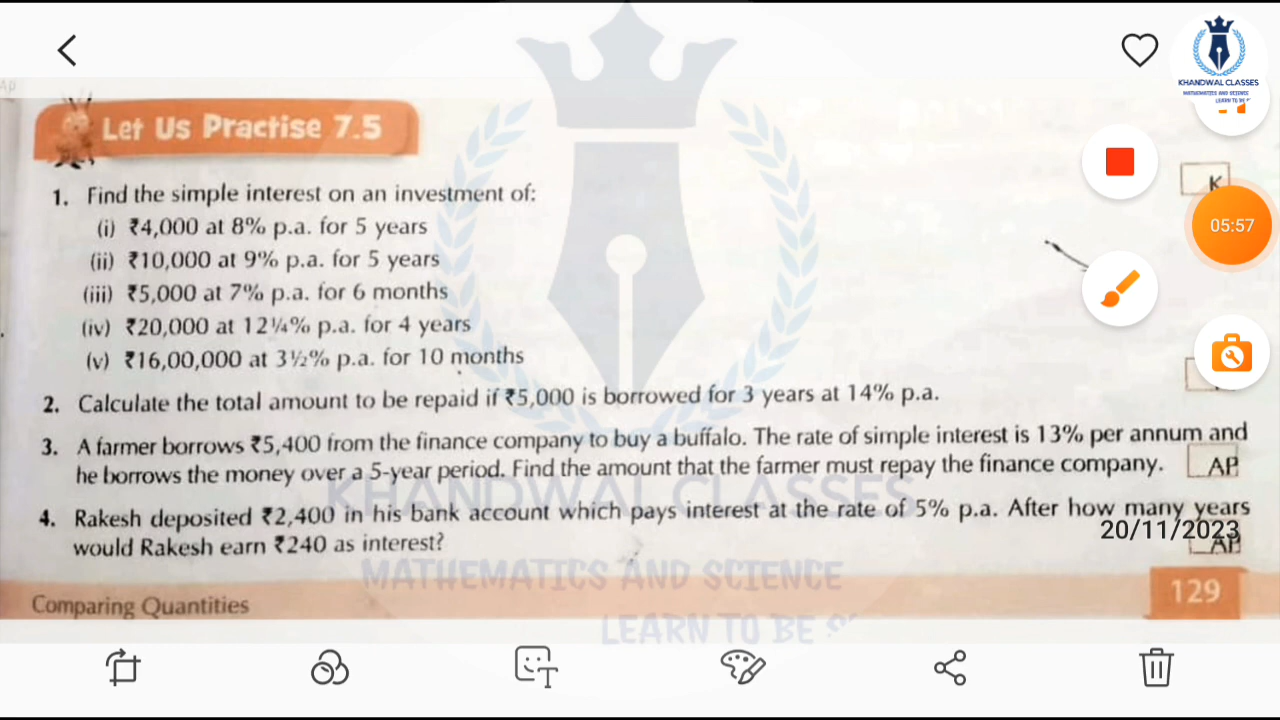 Ap
KHANDWAL CLASSES
MATHEMATICS AND SCIENCE
Let Us Practise 7.5
K
05:57
1. Find the simple interest on an investment of:
(i) ₹4,000 at 8% p.a. for 5 years
(ii) ₹10,000 at 9% p.a. for 5 years
(iii) ₹5,000 at 7% p.a. for 6 months
(iv) ₹20,000 at 12¼% p.a. for 4 years
(v) ₹16,00,000 at 3½% p.a. for 10 months
2. Calculate the total amount to be repaid if ₹5,000 is borrowed for 3 years at 14% p.a.
3. A farmer borrows ₹5,400 from the finance company to buy a buffalo. The rate of simple interest is 13% per annum and
he borrows the money over a 5-year period. Find the amount that the farmer must repay the finance company.
AP
KHANDWAL CLASSES
4. Rakesh deposited ₹2,400 in his bank account which pays interest at the rate of 5% p.a. After how many years
would Rakesh earn ₹240 as interest?
20/11/2023
AP
MATHEMATICS AND SCIENCE
Comparing Quantities
129
LEARN TO BE